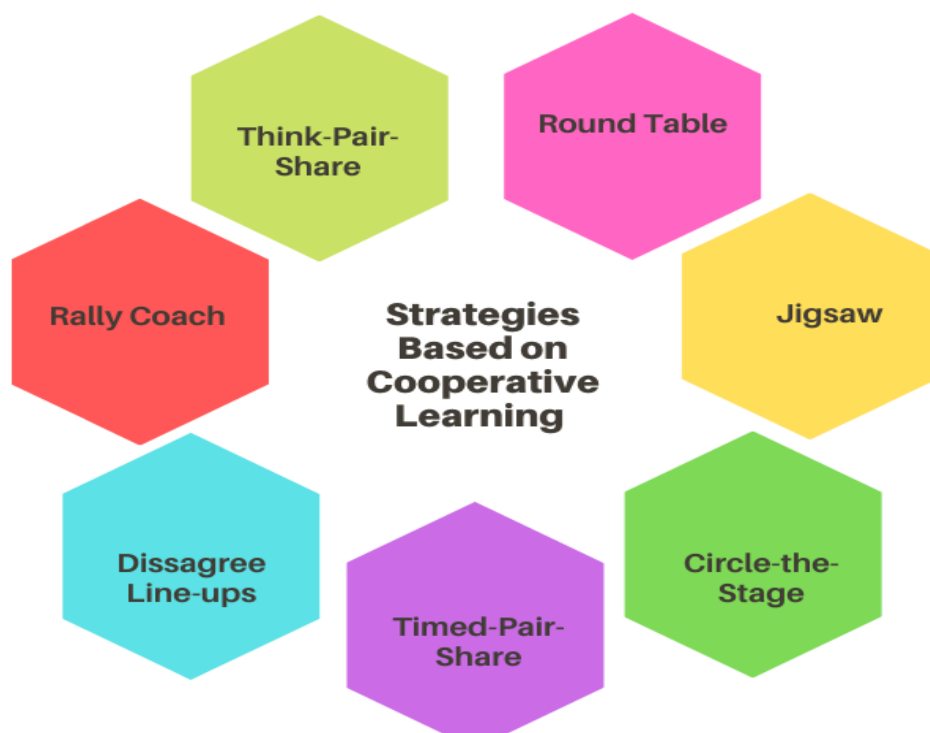 Think-Pair-
Share
Round Table
Rally Coach
Strategies
Based on
Cooperative
Learning
Jigsaw
Dissagree
Line-ups
Timed-Pair-
Share
Circle-the-
Stage